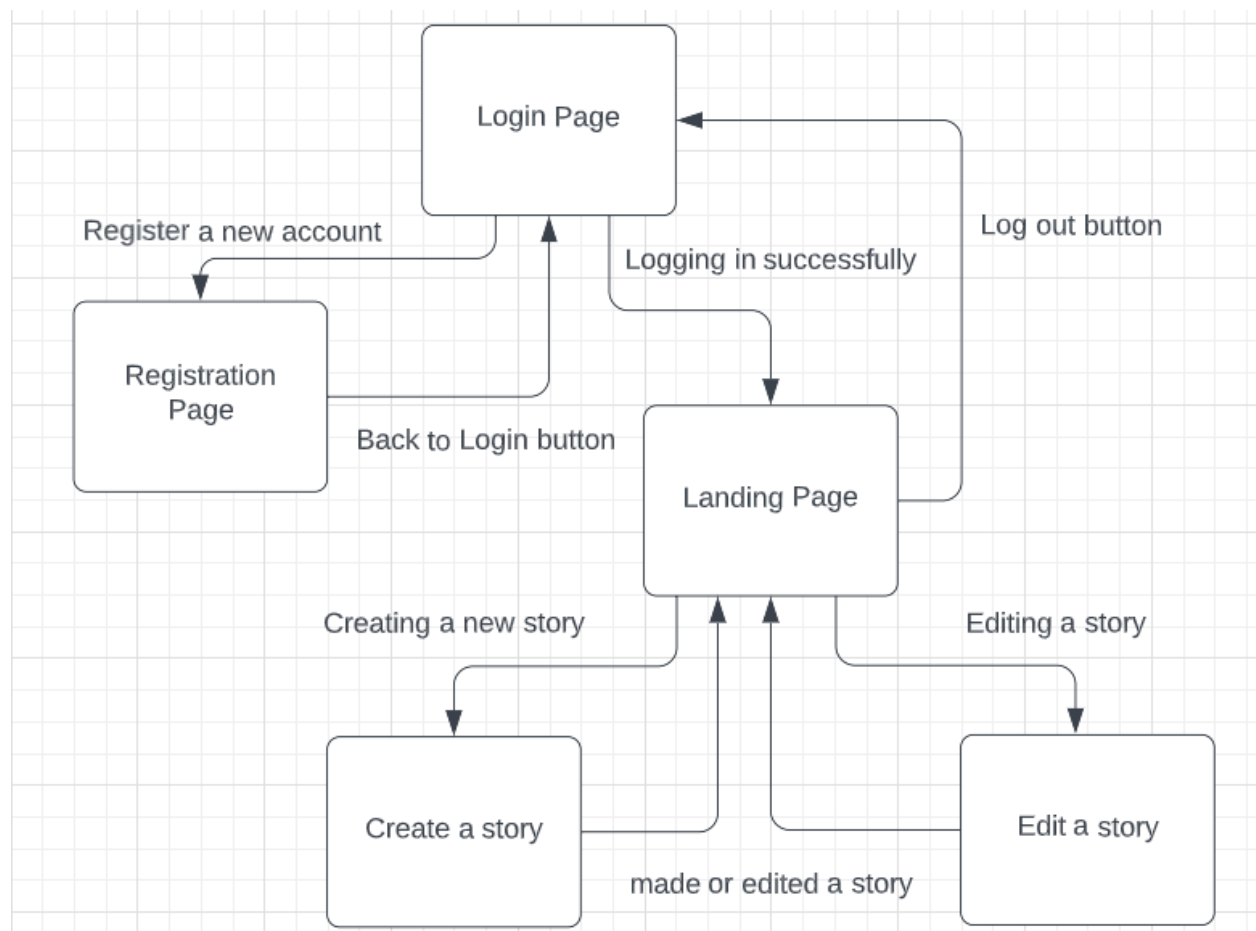 Login Page
Register a new account
Log out button
Logging in successfully
Registration
Page
Back to Login button
Landing Page
Creating a new story
Editing a story
Create a story
Edit a story
made or edited a story